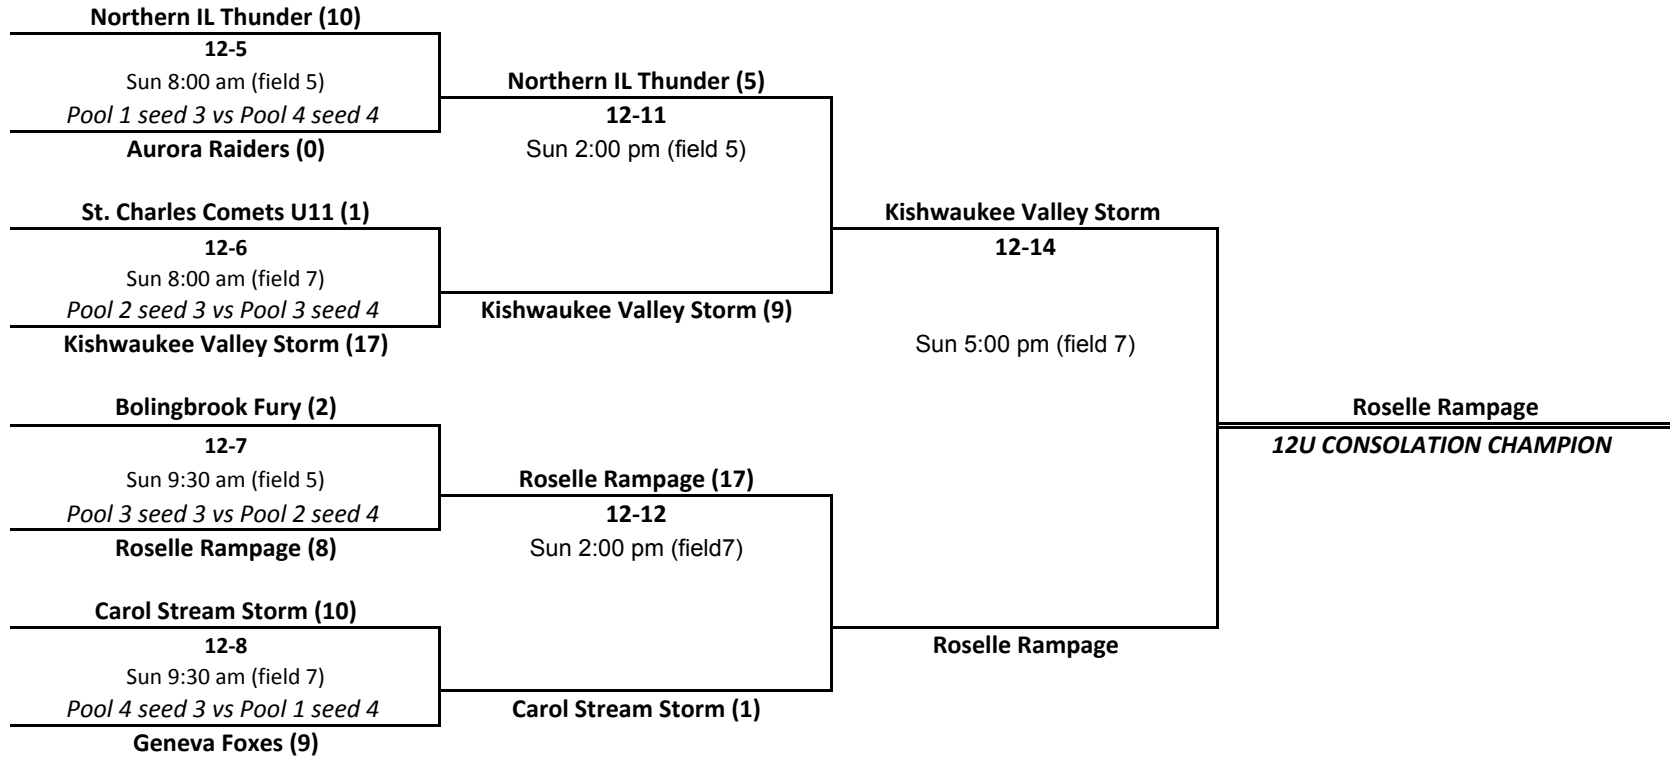 Northern IL Thunder (10)
12-5
Sun 8:00 am (field 5)
Pool 1 seed 3 vs Pool 4 seed 4
Aurora Raiders (0)
St. Charles Comets U11 (1)
12-6
Sun 8:00 am (field 7)
Pool 2 seed 3 vs Pool 3 seed 4
Kishwaukee Valley Storm (17)
Bolingbrook Fury (2)
12-7
Sun 9:30 am (field 5)
Pool 3 seed 3 vs Pool 2 seed 4
Roselle Rampage (8)
Carol Stream Storm (10)
12-8
Sun 9:30 am (field 7)
Pool 4 seed 3 vs Pool 1 seed 4
Geneva Foxes (9)
Northern IL Thunder (5)
12-11
Sun 2:00 pm (field 5)
Kishwaukee Valley Storm (9)
Roselle Rampage (17)
12-12
Sun 2:00 pm (field7)
Carol Stream Storm (1)
Kishwaukee Valley Storm
12-14
Sun 5:00 pm (field 7)
Roselle Rampage
Roselle Rampage
12U CONSOLATION CHAMPION